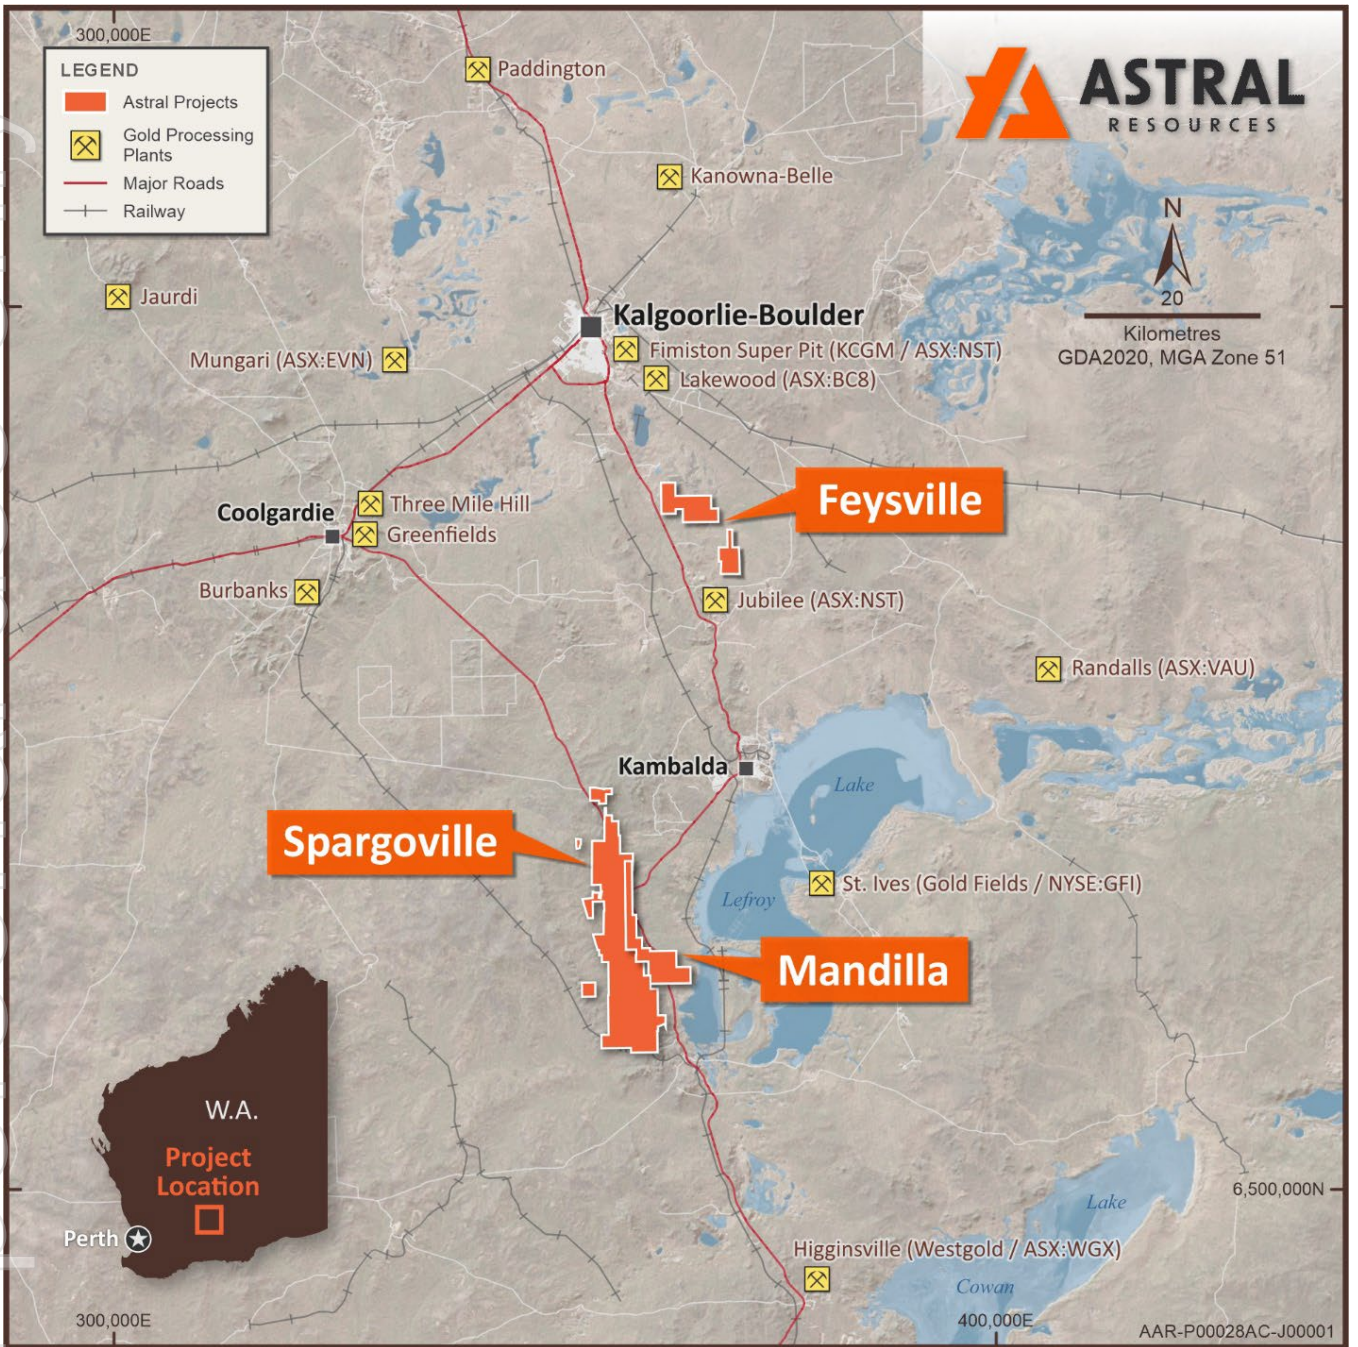 300,000E
LEGEND
Astral Projects
Gold Processing
Plants
Major Roads
Railway
ASTRAL
RESOURCES
Paddington
Kanowna-Belle
N
20
Kilometres
GDA2020, MGA Zone 51
Jaurdi
Kalgoorlie-Boulder
Mungari (ASX:EVN)
Fimiston Super Pit (KCGM / ASX:NST)
Lakewood (ASX:BC8)
Feysville
Coolgardie
Three Mile Hill
Greenfields
Burbanks
Jubilee (ASX:NST)
Randalls (ASX:VAU)
Kambalda
Lake
Spargoville
St. Ives (Gold Fields / NYSE:GFI)
Lefroy
Mandilla
W.A.
Project
Location
Perth
6,500,000N
Lake
Higginsville (Westgold / ASX:WGX)
Cowan
300,000E
400,000E
AAR-P00028AC-J00001